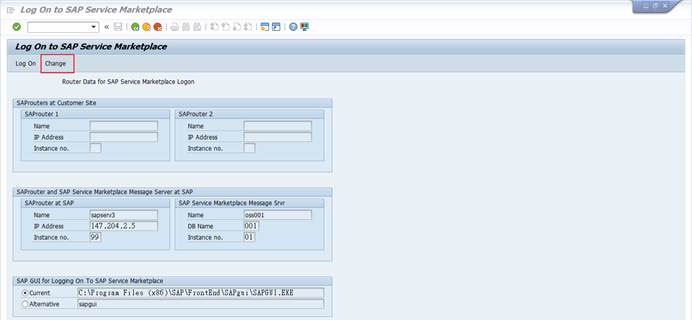 Log On to SAP Service Marketplace
Log On to SAP Service Marketplace
Log On Change
Router Data for SAP Service Marketplace Logon
SAProuters at Customer Site
SAProuter 1 SAProuter 2
Name Name
IP Address IP Address
Instance no. Instance no.
SAProuter and SAP Service Marketplace Message Server at SAP
SAProuter at SAP SAP Service Marketplace Message Srvr
Name sapserv3 Name oss001
IP Address 147.204.2.5 DB Name 001
Instance no. 99 Instance no. 01
SAP GUI for Logging On To SAP Service Marketplace
Current C:\Program Files (x86)\SAP\FrontEnd\SAPgui\SAPGUI.EXE
Alternative sapgui